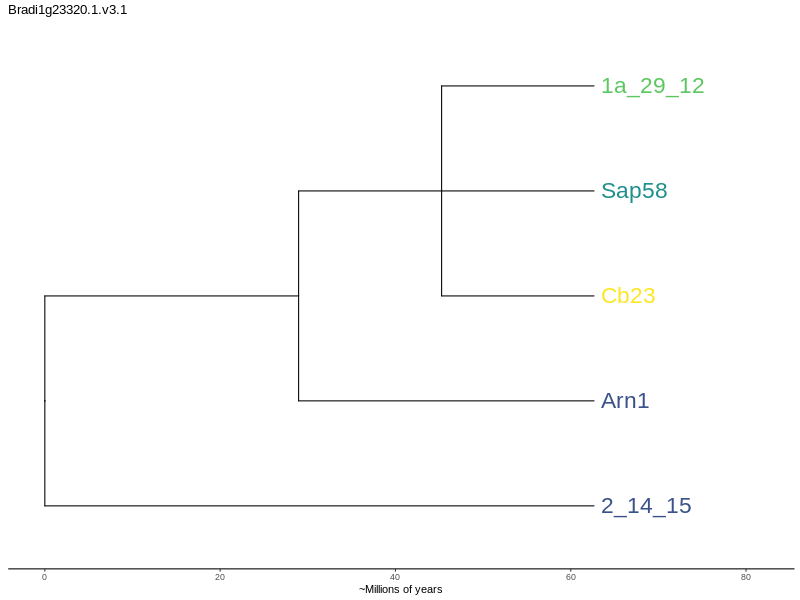 Bradi1g23320.1.v3.1
1a_29_12
Sap58
Cb23
Arn1
2_14_15
0 20 40 60 80
~Millions of years